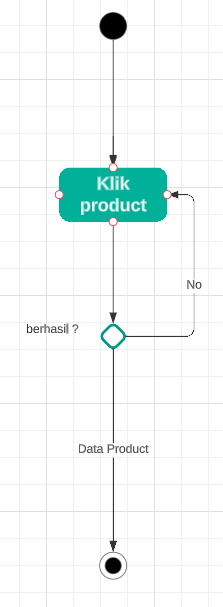 Klik
product
No
berhasil ?
Data Product